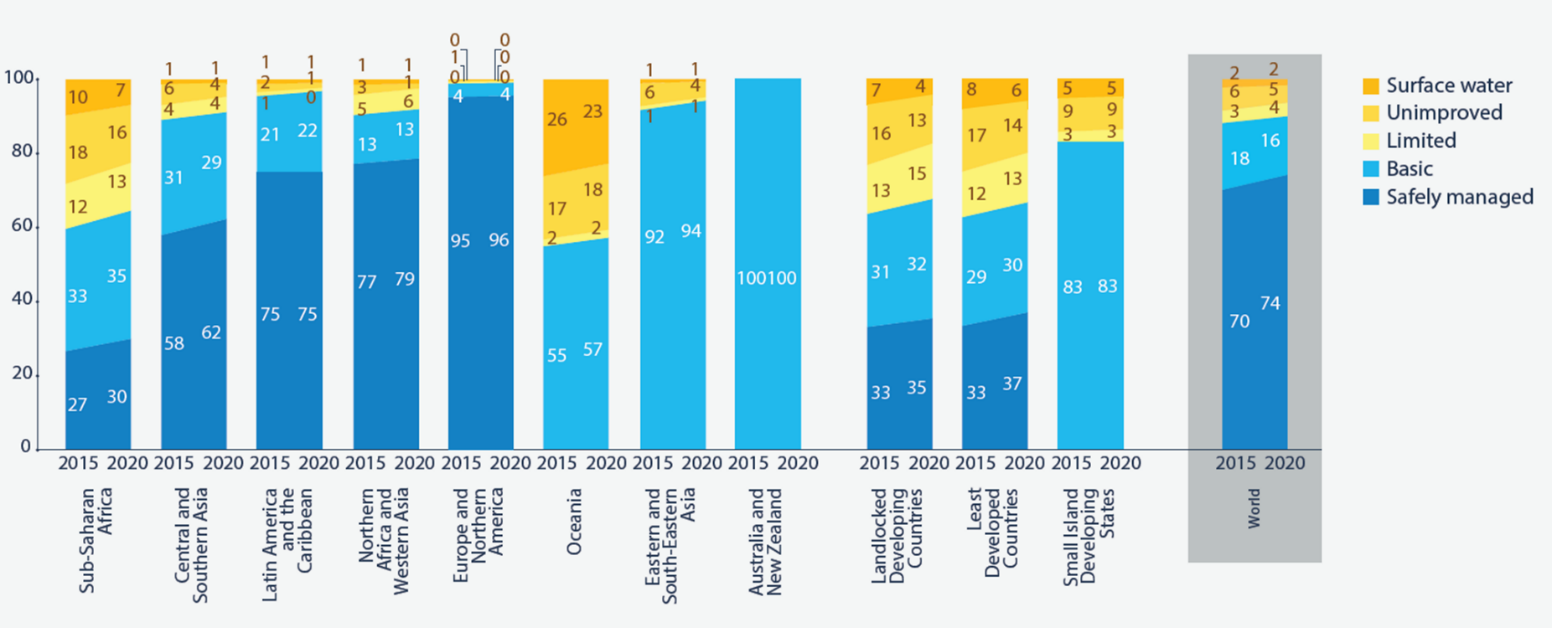 0 0
1 1 1 1 1 1 1 0 1 1 2 2
100 10 7 6 4 2 1 3 1 0 0 26 23 6 4 7 4 8 6 5 5 6 5 Surface water
18 16 4 4 1 0 5 6 4 4 17 18 1 1 16 13 17 14 9 9 3 4 Unimproved
80 12 13 31 29 21 22 13 13 2 2 13 15 12 13 3 3 18 16 Limited
60 33 35 58 62 75 75 77 79 95 96 55 57 92 94 100 100 31 32 29 30 83 83 70 74 Basic
40 27 30 33 35 33 37 Safely managed
20
0
2015 2020 2015 2020 2015 2020 2015 2020 2015 2020 2015 2020 2015 2020 2015 2020 2015 2020 2015 2020 2015 2020 2015 2020
Sub-Saharan
Africa
Central and
Southern Asia
Latin America
and the
Caribbean
Northern
Africa and
Western Asia
Europe and
Northern
America
Oceania
Eastern and
South-Eastern
Asia
Australia and
New Zealand
Landlocked
Developing
Countries
Least
Developed
Countries
Small Island
Developing
States
World